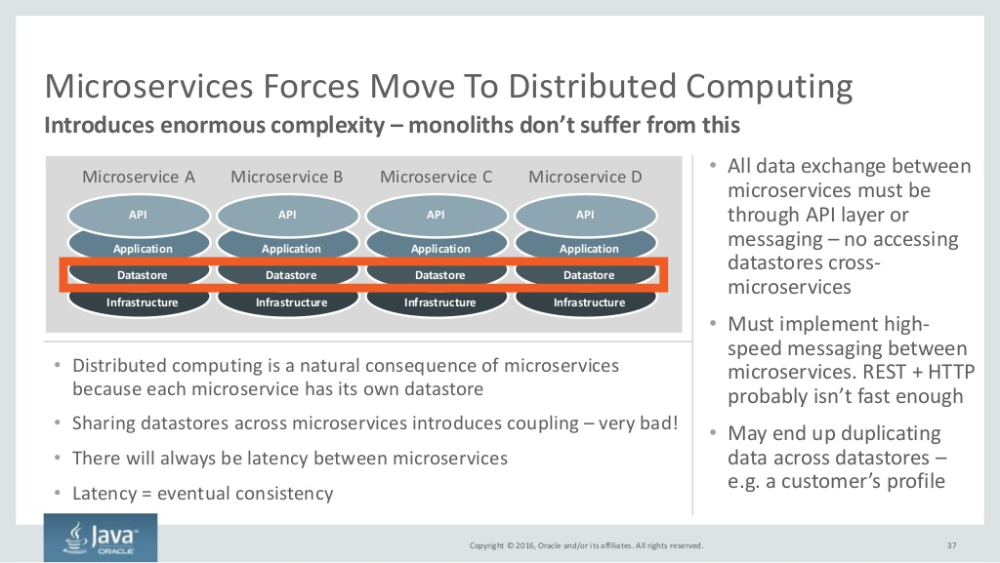 Microservices Forces Move To Distributed Computing
Introduces enormous complexity – monoliths don’t suffer from this
Microservice A Microservice B Microservice C Microservice D
API API API API
Application Application Application Application
Datastore Datastore Datastore Datastore
Infrastructure Infrastructure Infrastructure Infrastructure
• Distributed computing is a natural consequence of microservices
because each microservice has its own datastore
• Sharing datastores across microservices introduces coupling – very bad!
• There will always be latency between microservices
• Latency = eventual consistency
• All data exchange between
microservices must be
through API layer or
messaging – no accessing
datastores cross-
microservices
• Must implement high-
speed messaging between
microservices. REST + HTTP
probably isn’t fast enough
• May end up duplicating
data across datastores –
e.g. a customer’s profile
Java™
ORACLE
Copyright © 2016, Oracle and/or its affiliates. All rights reserved.
37